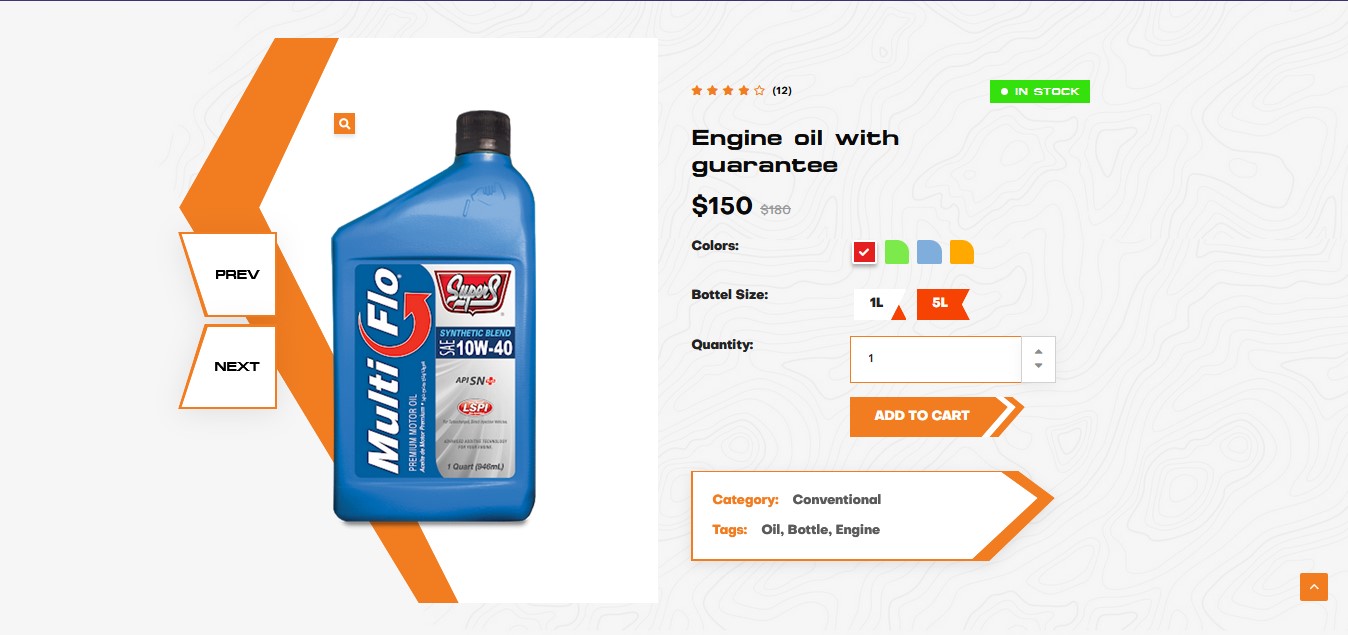 (12)
IN STOCK
Engine oil with
guarantee
$150 $180
Colors:
Bottel Size: 1L 5L
Quantity: 1
ADD TO CART
Category: Conventional
Tags: Oil, Bottle, Engine
PREV
NEXT
Multi Flo
PREMIUM MOTOR OIL
Super S
SYNTHETIC BLEND
SAE 10W-40
API SN
LSPI
1 Quart (946mL)